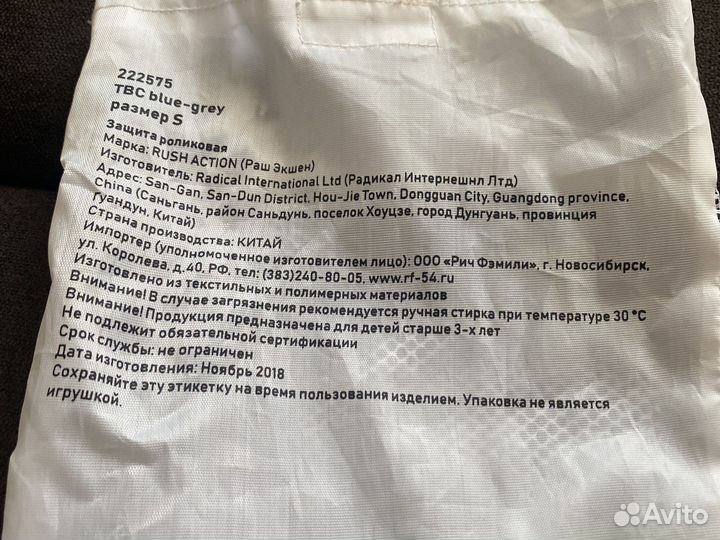 222575
TBC blue-grey
размер S
Защита роликовая
Марка: RUSH ACTION (Раш Экшен)
Изготовитель: Radical International Ltd (Радикал Интернешнл Лтд)
Адрес: San-Gan, San-Dun District, Hou-Jie Town, Dongguan City, Guangdong province,
China (Саньгань, район Саньдунь, поселок Хоуцзе, город Дунгуань, провинция
Гуандун, Китай)
Страна производства: КИТАЙ
Импортер (уполномоченное изготовителем лицо): ООО «Рич Фэмили», г. Новосибирск,
ул. Королева, д.40, РФ, тел: (383)240-80-05, www.rf-54.ru
Изготовлено из текстильных и полимерных материалов
Внимание! В случае загрязнения рекомендуется ручная стирка при температуре 30 °C
Внимание! Продукция предназначена для детей старше 3-х лет
Не подлежит обязательной сертификации
Срок службы: не ограничен
Дата изготовления: Ноябрь 2018
Сохраняйте эту этикетку на время пользования изделием. Упаковка не является
игрушкой.
Avito